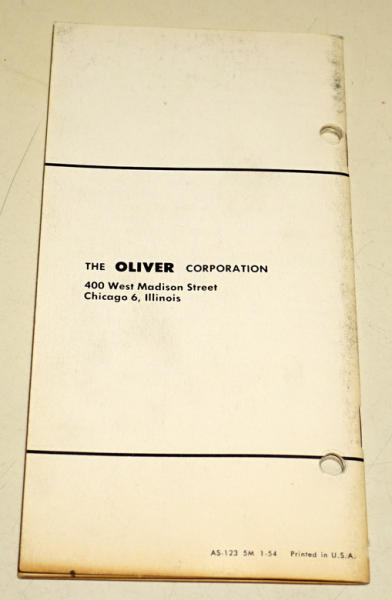 THE OLIVER CORPORATION
400 West Madison Street
Chicago 6, Illinois
AS-123 5M 1-54 Printed in U.S.A.